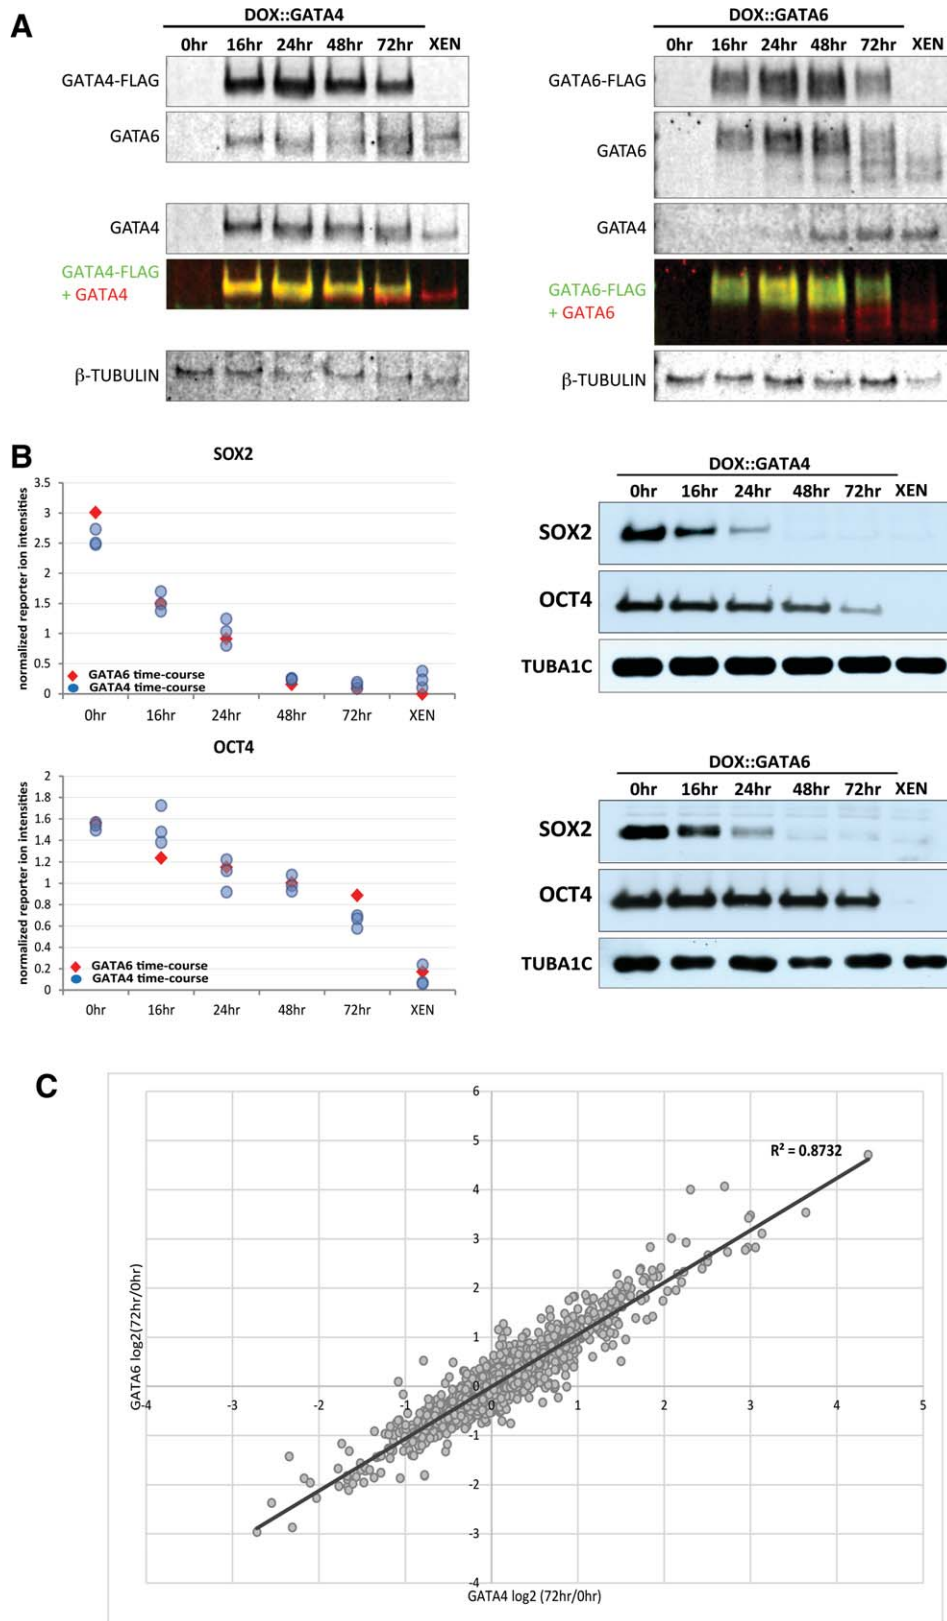 A
DOX::GATA4
0hr 16hr 24hr 48hr 72hr XEN
GATA4-FLAG
GATA6
GATA4
GATA4-FLAG
+ GATA4
β-TUBULIN
DOX::GATA6
0hr 16hr 24hr 48hr 72hr XEN
GATA6-FLAG
GATA6
GATA4
GATA6-FLAG
+ GATA6
β-TUBULIN
B
SOX2
normalized reporter ion intensities
3.5
3
2.5
2
1.5
1
0.5
0
GATA6 time-course
GATA4 time-course
0hr 16hr 24hr 48hr 72hr XEN
OCT4
normalized reporter ion intensities
2
1.8
1.6
1.4
1.2
1
0.8
0.6
0.4
0.2
0
GATA6 time-course
GATA4 time-course
0hr 16hr 24hr 48hr 72hr XEN
DOX::GATA4
0hr 16hr 24hr 48hr 72hr XEN
SOX2
OCT4
TUBA1C
DOX::GATA6
0hr 16hr 24hr 48hr 72hr XEN
SOX2
OCT4
TUBA1C
C
6
5
4
3
2
1
0
-1
-2
-3
-4
R² = 0.8732
GATA6 log2(72hr/0hr)
-4 -3 -2 -1 0 1 2 3 4 5
GATA4 log2 (72hr/0hr)